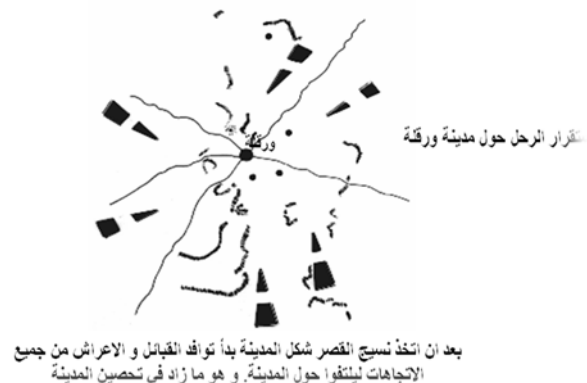 ورقلة
تقرار الرحل حول مدينة ورقلة
بعد ان اتخذ نسيج القصر شكل المدينة بدأ توافد القبائل و الاعراش من جميع
الاتجاهات ليلتفوا حول المدينة. و هو ما زاد في تحصين المدينة